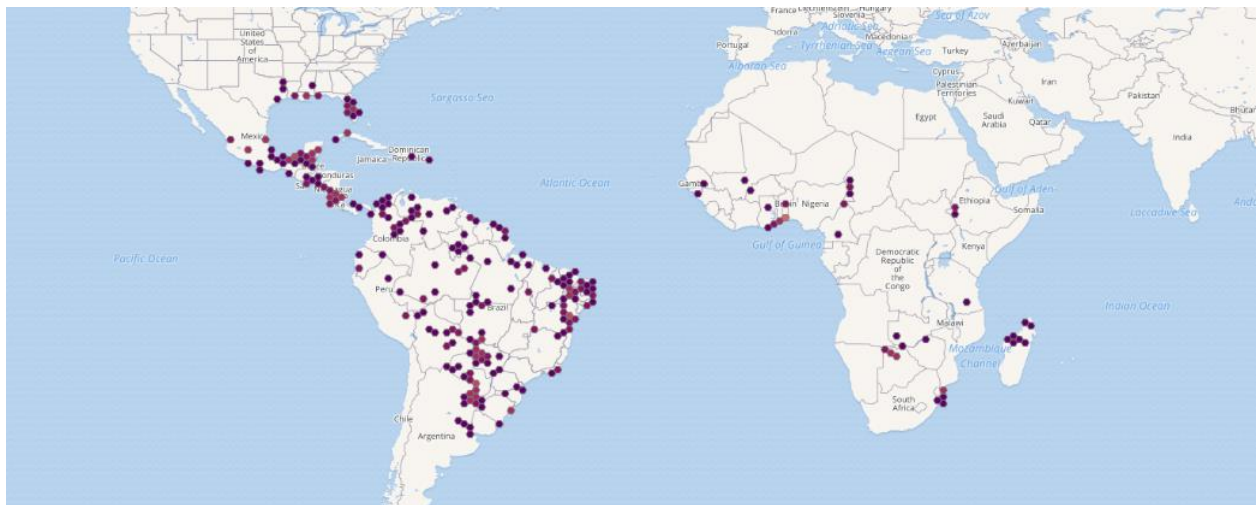 France
Slovenia
Sea of Azov
Adriatic Sea
United
States
of
America
Portugal
Tyrrhenian Sea
Macedonia
Aegean Sea
Turkey
Azerbaijan
Alboran Sea
Cyprus
Palestinian
Territories
Iran
Sargasso Sea
Kuwait
Pakistan
Bhutan
Egypt
Saudi
Arabia
Qatar
Mexico
India
Jamaica
Dominican
Republic
Honduras
Atlantic Ocean
Gambia
Gulf of Aden
Benin
Nigeria
Ethiopia
Somalia
Laccadive Sea
Colombia
Gulf of Guinea
Pacific Ocean
Democratic
Republic
of
the
Congo
Kenya
Peru
Brazil
Indian Ocean
Malawi
Mozambique
Channel
South
Africa
Chile
Argentina